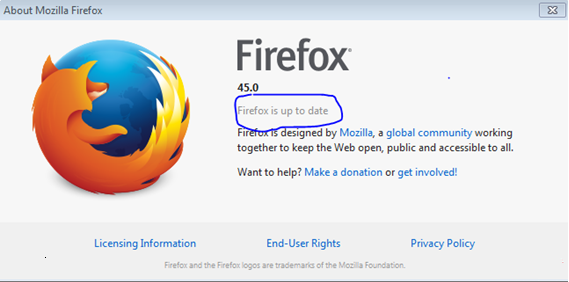 About Mozilla Firefox
Firefox®
45.0
Firefox is up to date
Firefox is designed by Mozilla, a global community working
together to keep the Web open, public and accessible to all.
Want to help? Make a donation or get involved!
Licensing Information End-User Rights Privacy Policy
Firefox and the Firefox logos are trademarks of the Mozilla Foundation.